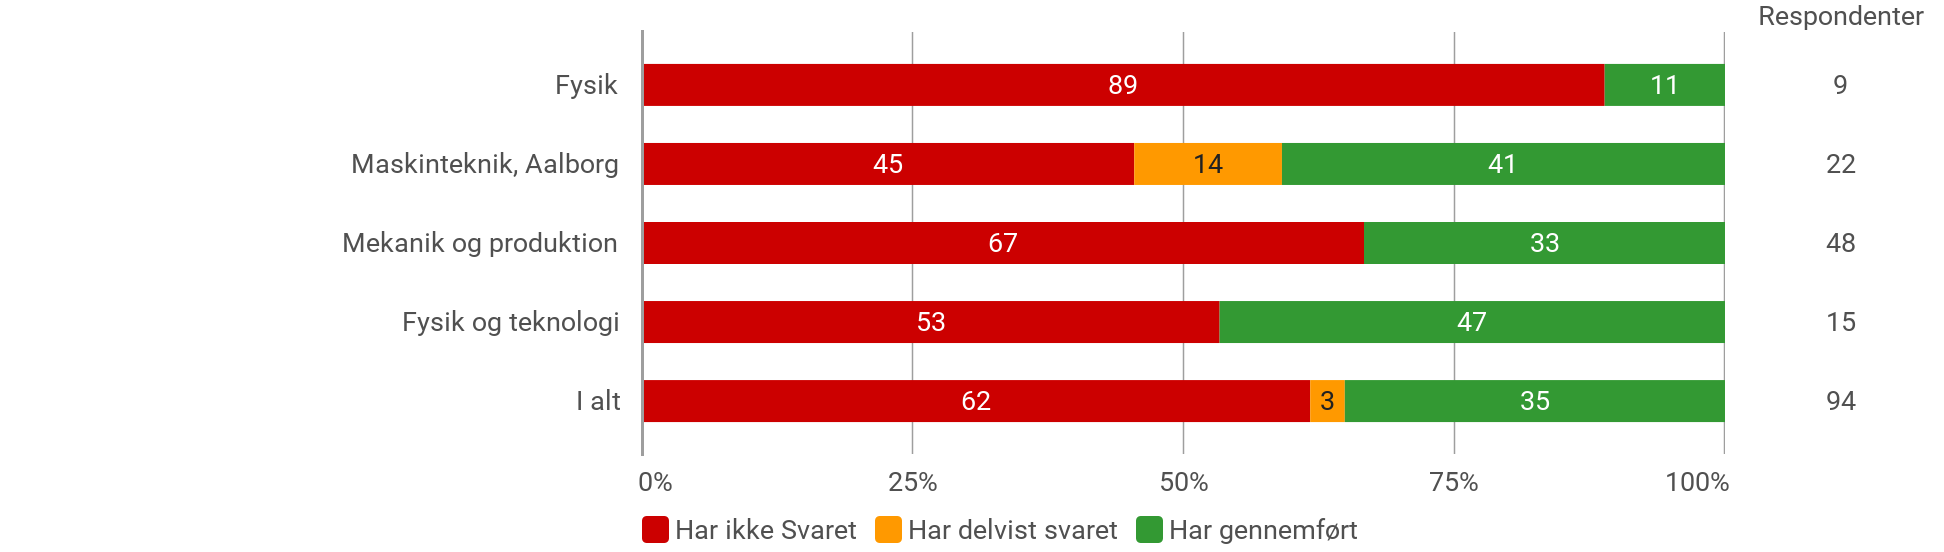 Respondenter
Fysik 89 11 9
Maskinteknik, Aalborg 45 14 41 22
Mekanik og produktion 67 33 48
Fysik og teknologi 53 47 15
I alt 62 3 35 94
0% 25% 50% 75% 100%
Har ikke Svaret Har delvist svaret Har gennemført